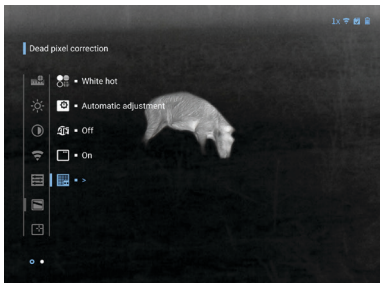 1x
Dead pixel correction
White hot
Automatic adjustment
Off
On
>